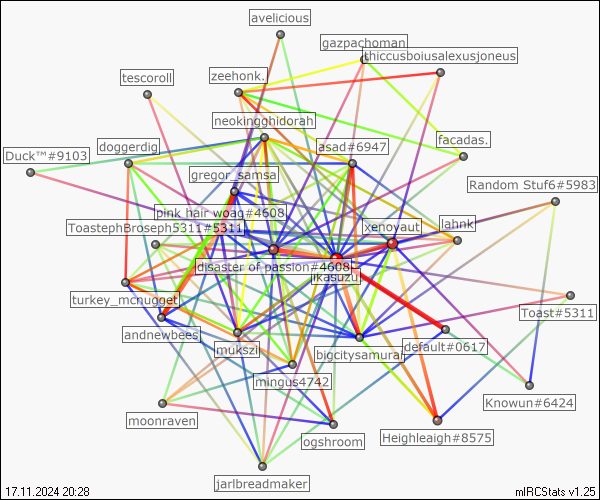 avelicious
gazpachoman
thiccusboiusalexusjoneus
tescoroll
zeehonk.
neokingghidorah
doggerdig
asad#6947
facadas.
Duck™#9103
gregor_samsa
Random Stuf6#5983
pink hair woag#4608
xenoyaut
lahnk
ToastephBroseph5311#5311
disaster of passion#4608
turkey_mcnugget
Toast#5311
andnewbees
mukszi
bigcitysamurai
default#0617
mingus4742
Knowun#6424
moonraven
ogshroom
Heighleigh#8575
jarlbreadmaker
17.11.2024 20:28
mIRCStats v1.25